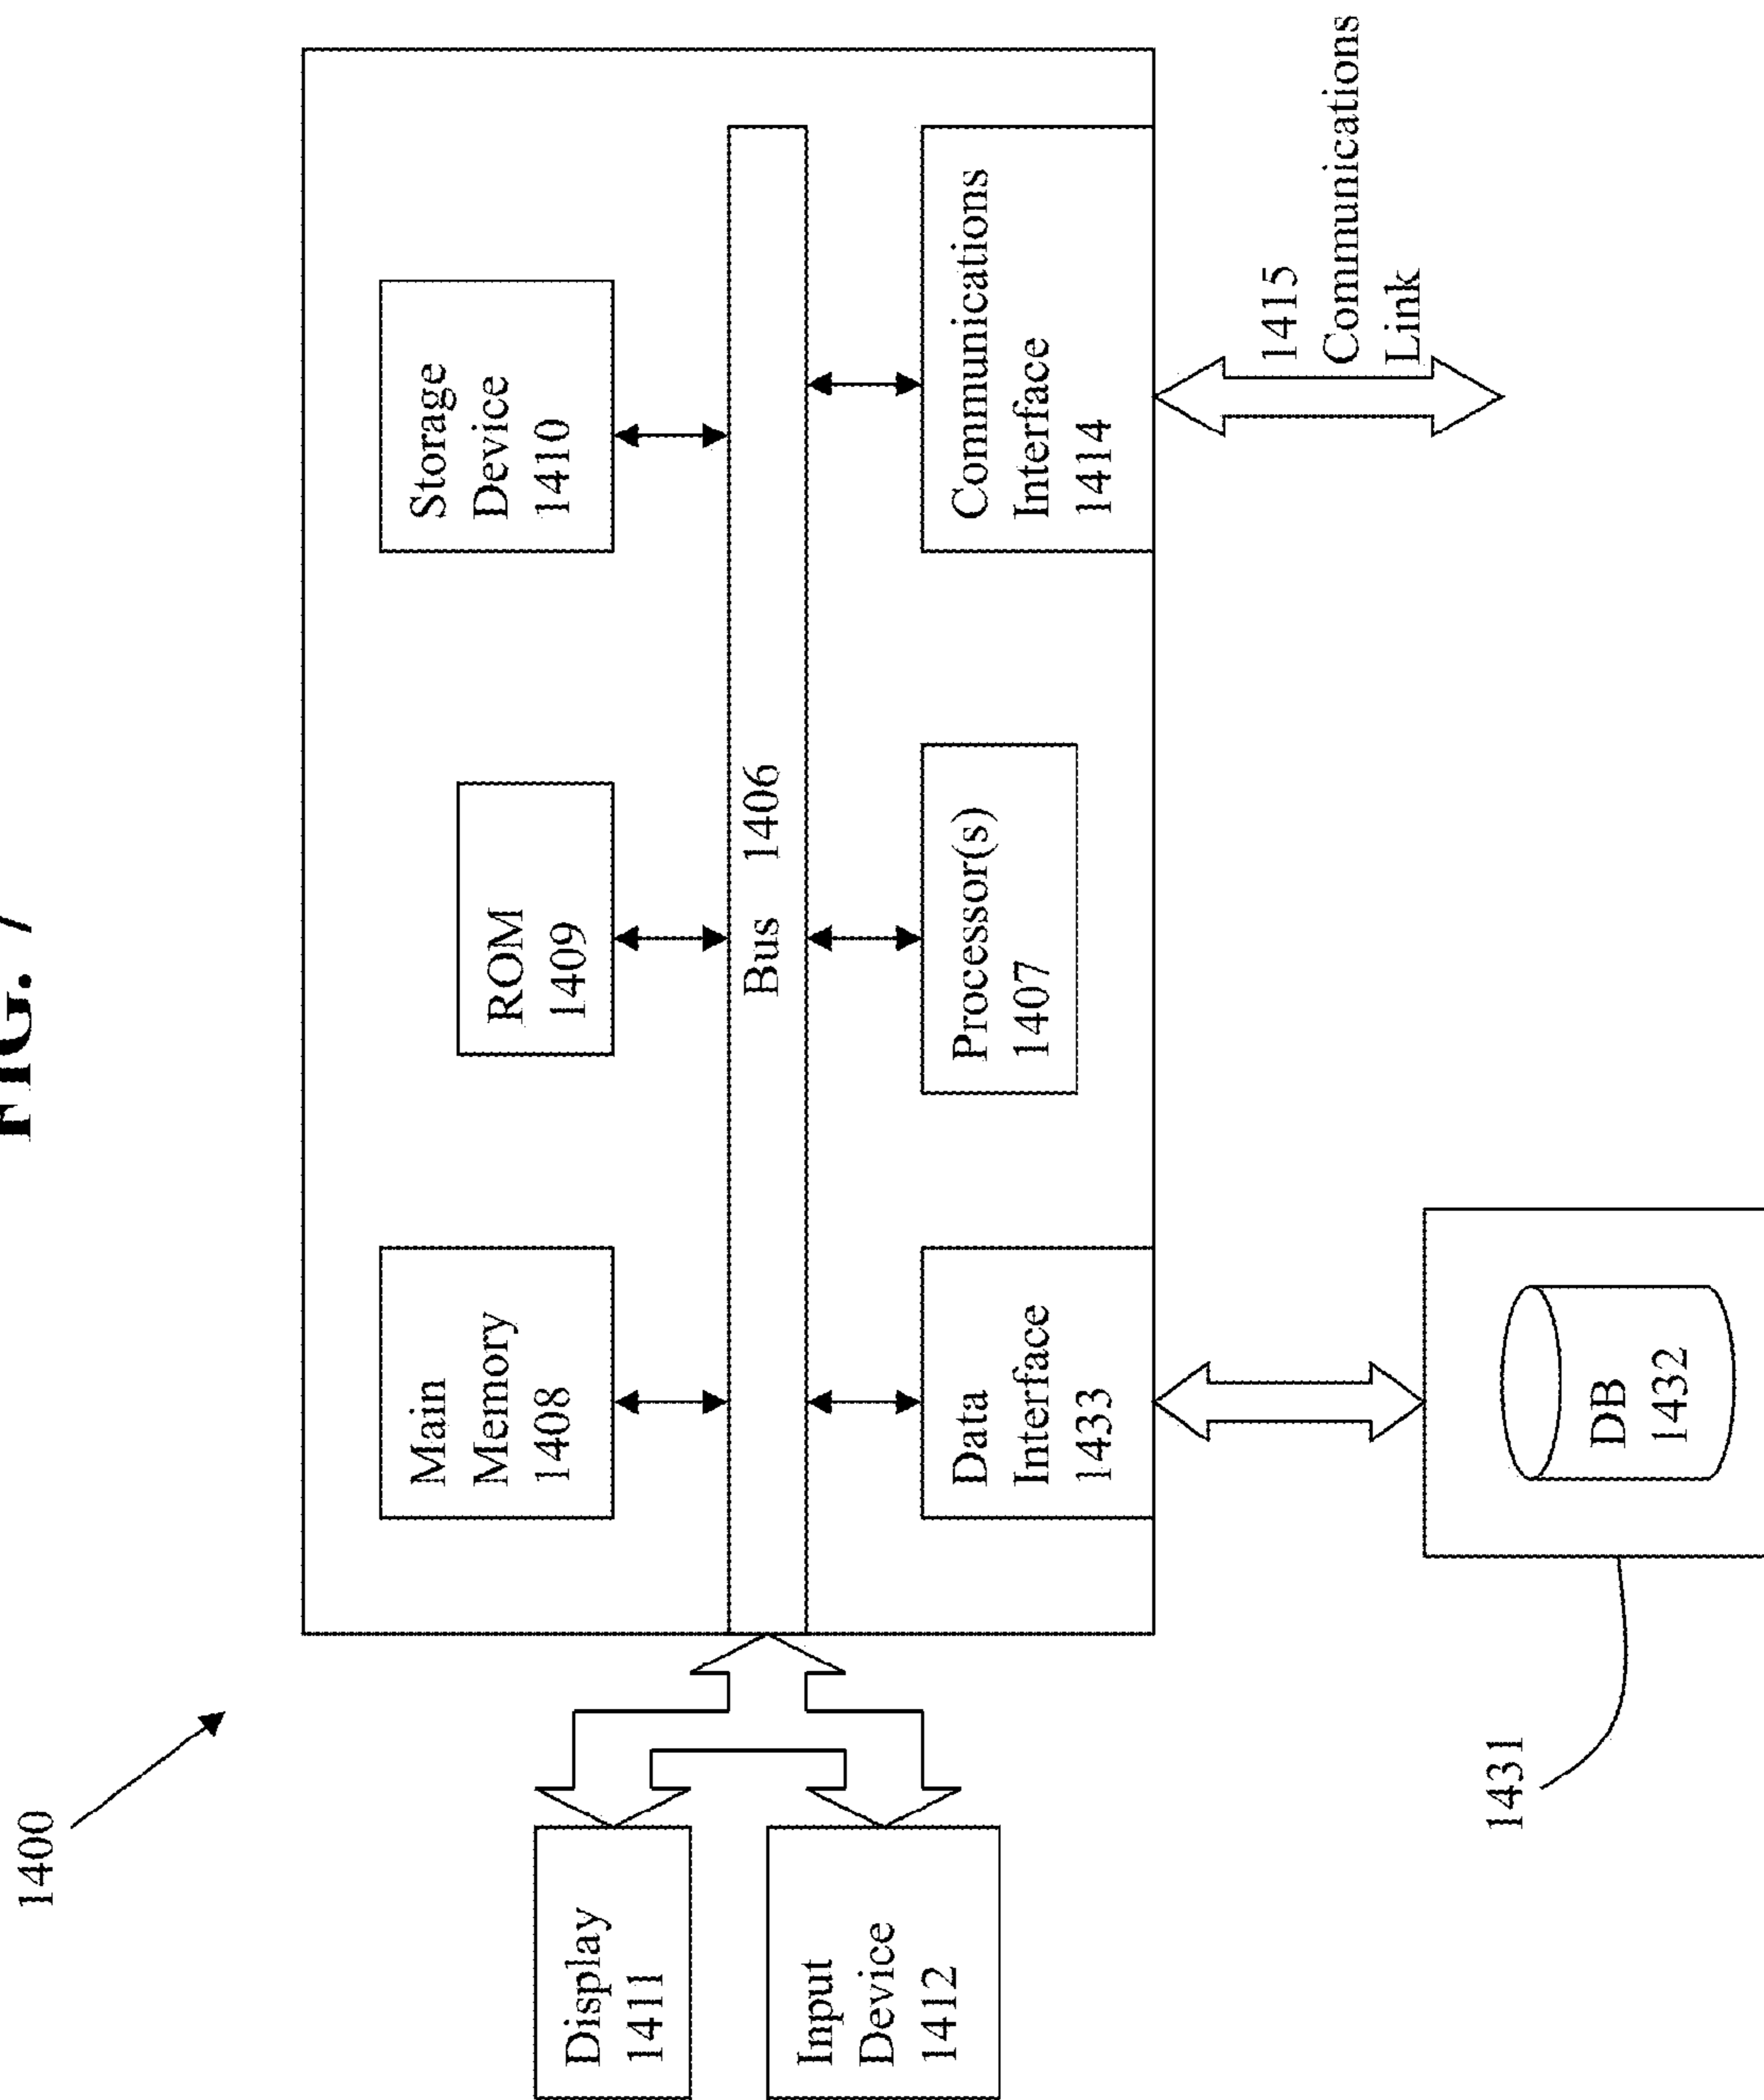 FIG.
1400
Display
1411
Input
Device
1412
Main
Memory
1408
ROM
1409
Storage
Device
1410
Bus 1406
Data
Interface
1433
Processor(s)
1407
Communications
Interface
1414
1415
Communications
Link
1431
DB
1432